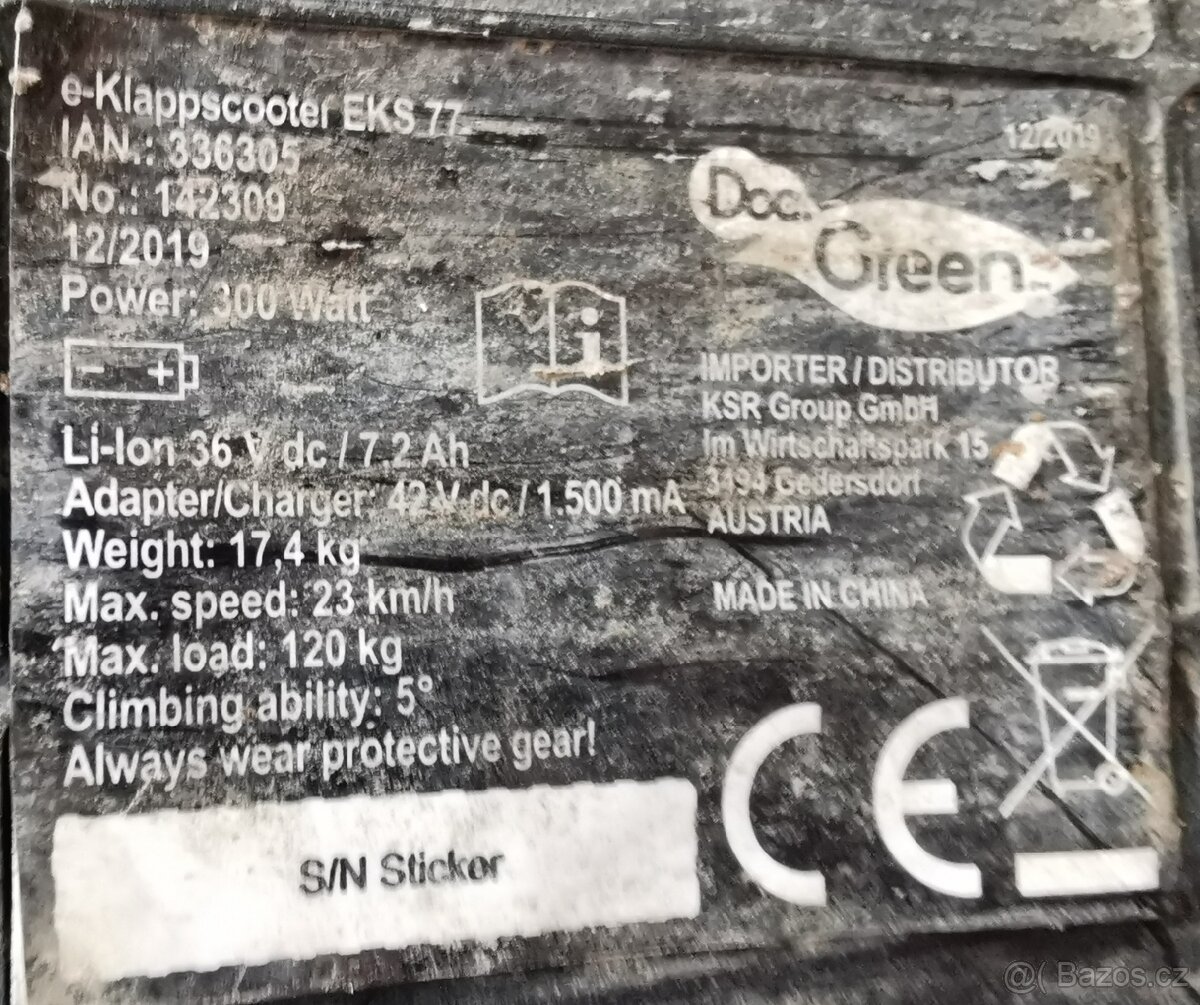 e-Klappscooter EKS 77
IAN.: 336305
No.: 142309
12/2019
Power: 300 Watt
- +
Li-Ion 36 V dc / 7.2 Ah
Adapter/Charger: 42 V dc / 1.500 mA
Weight: 17,4 kg
Max. speed: 23 km/h
Max. load: 120 kg
Climbing ability: 5°
Always wear protective gear!
S/N Sticker
i
12/2019
Doc.
Green
IMPORTER / DISTRIBUTOR
KSR Group GmbH
Im Wirtschaftspark 15
3494 Gedersdorf
AUSTRIA
MADE IN CHINA
CE
@( Bazoš.cz